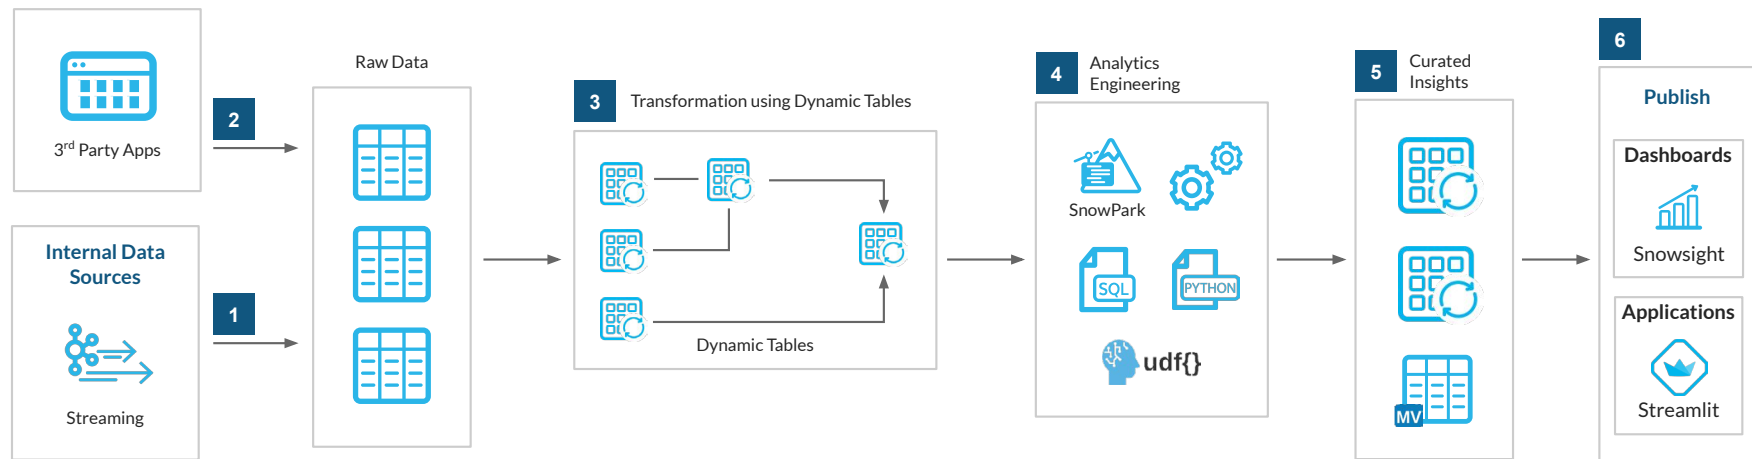 3rd Party Apps
2
Internal Data
Sources
Streaming
1
Raw Data
3
Transformation using Dynamic Tables
Dynamic Tables
4
Analytics
Engineering
SnowPark
SQL
PYTHON
udf{}
5
Curated
Insights
MV
6
Publish
Dashboards
Snowsight
Applications
Streamlit